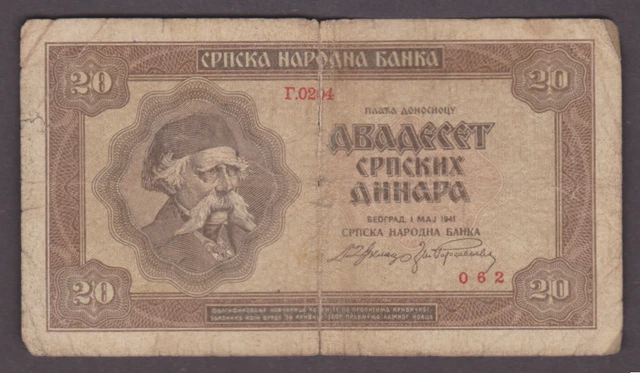 СРПСКА НАРОДНА БАНКА
20
20
Г.0204
ПЛАЋА ДОНОСИОЦУ
ДВАДЕСЕТ
СРПСКИХ
ДИНАРА
БЕОГРАД, 1 МАЈ 1941
СРПСКА НАРОДНА БАНКА
062
20
20